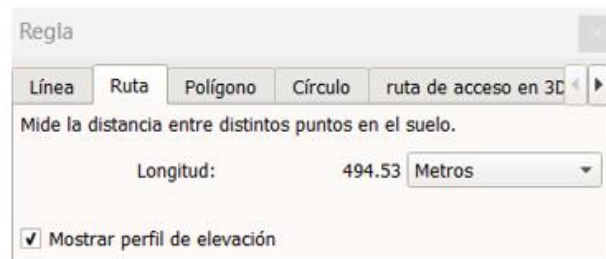 Regla
Línea Ruta Polígono Círculo ruta de acceso en 3D
Mide la distancia entre distintos puntos en el suelo.
Longitud: 494.53 Metros
Mostrar perfil de elevación